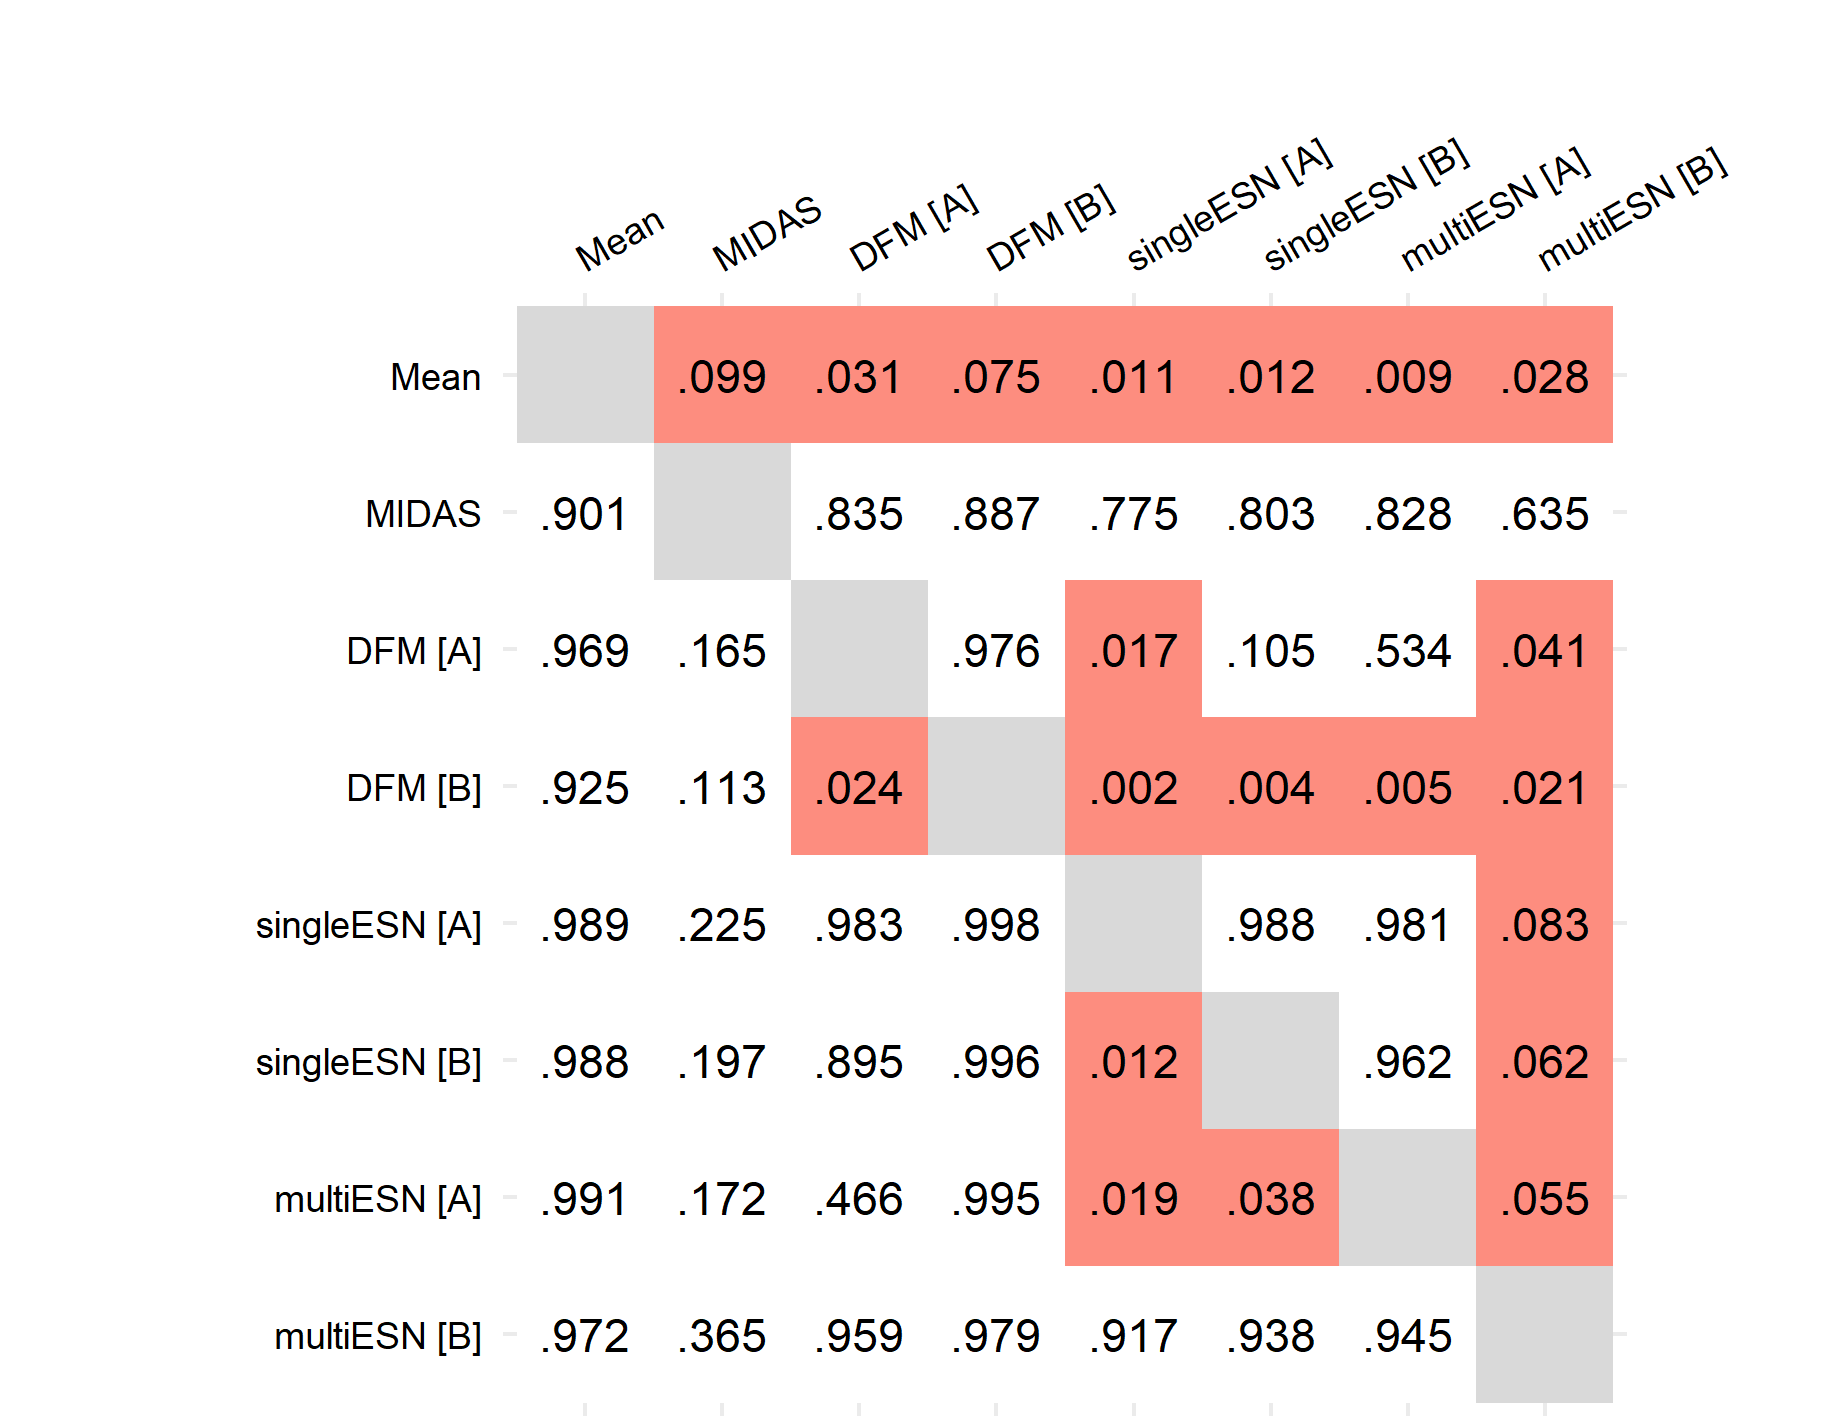 Mean MIDAS DFM [A] DFM [B] singleESN [A] singleESN [B] multiESN [A] multiESN [B]
Mean .099 .031 .075 .011 .012 .009 .028
MIDAS .901 .835 .887 .775 .803 .828 .635
DFM [A] .969 .165 .976 .017 .105 .534 .041
DFM [B] .925 .113 .024 .002 .004 .005 .021
singleESN [A] .989 .225 .983 .998 .988 .981 .083
singleESN [B] .988 .197 .895 .996 .012 .962 .062
multiESN [A] .991 .172 .466 .995 .019 .038 .055
multiESN [B] .972 .365 .959 .979 .917 .938 .945